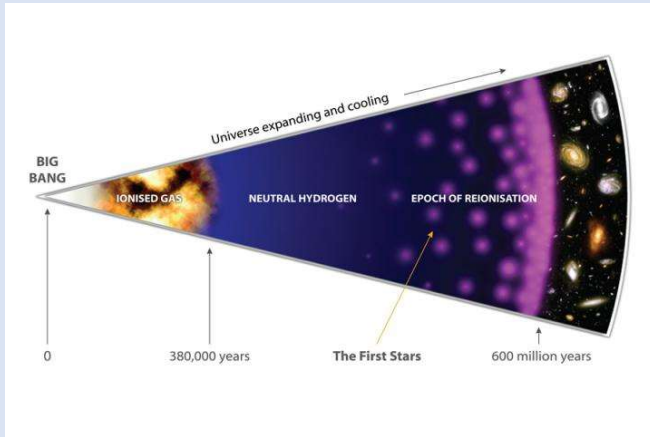 Universe expanding and cooling
BIG
BANG
IONISED GAS
NEUTRAL HYDROGEN
EPOCH OF REIONISATION
0
380,000 years
The First Stars
600 million years